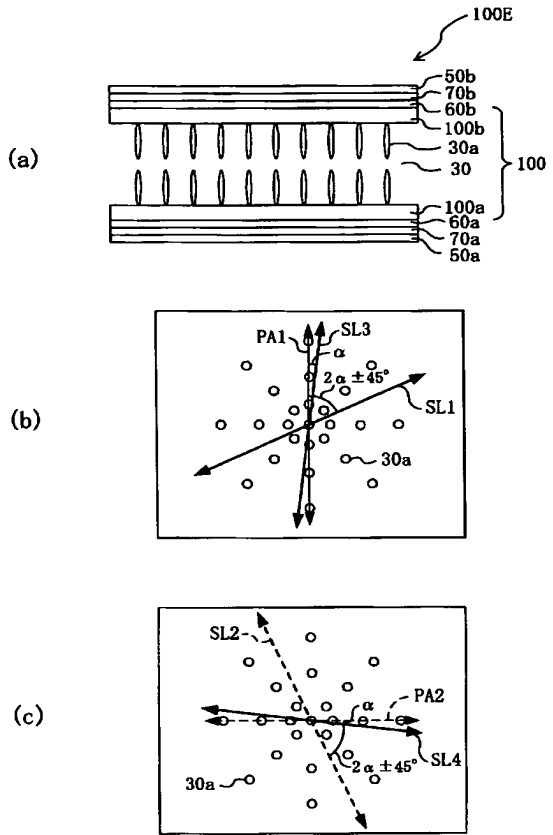 100E
50b
70b
60b
100b
(a)
30a
30
100
100a
60a
70a
50a
PA1
SL3
α
2α±45°
SL1
(b)
30a
SL2
PA2
α
(c)
SL4
2α±45°
30a